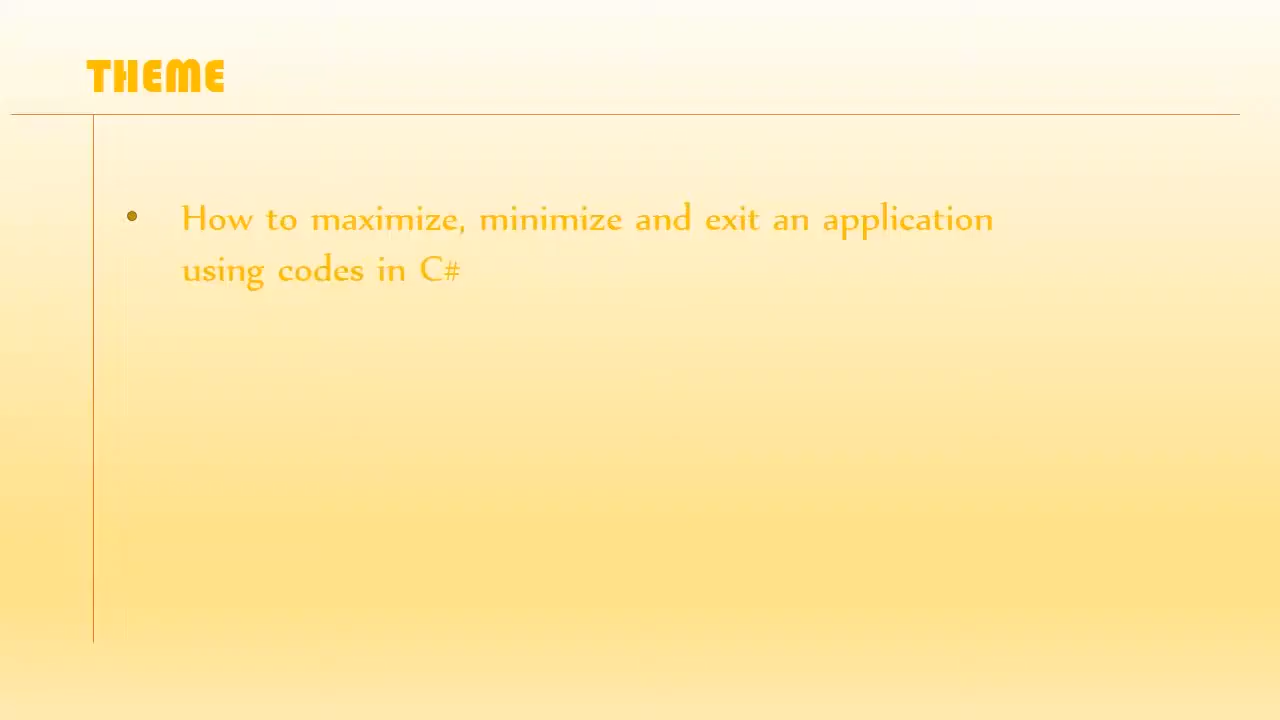 THEME
• How to maximize, minimize and exit an application
using codes in C#